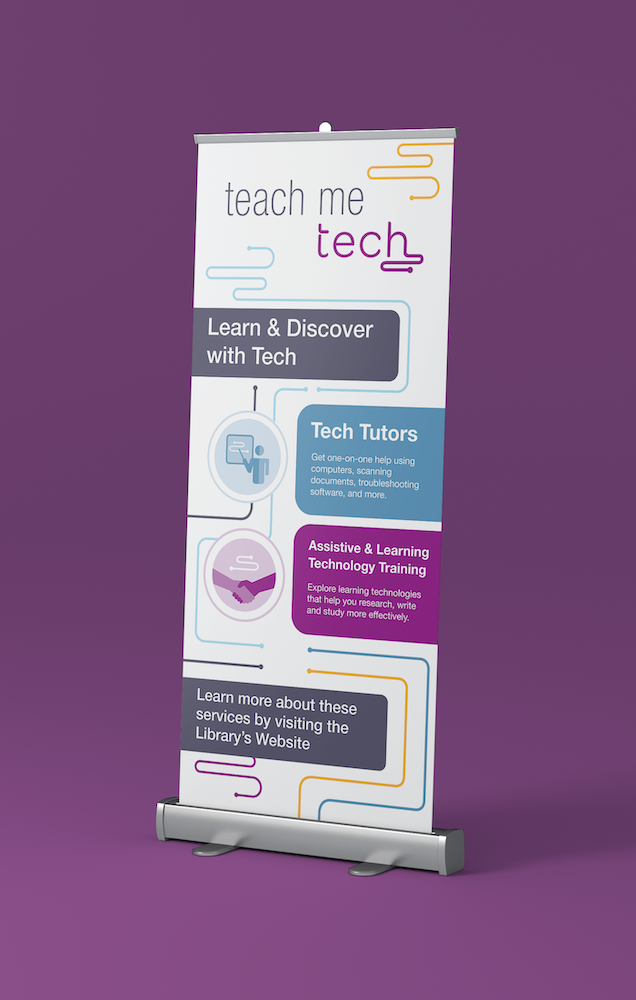 teach me
tech
Learn & Discover
with Tech
Tech Tutors
Get one-on-one help using
computers, scanning
documents, troubleshooting
software, and more.
Assistive & Learning
Technology Training
Explore learning technologies
that help you research, write
and study more effectively.
Learn more about these
services by visiting the
Library's Website